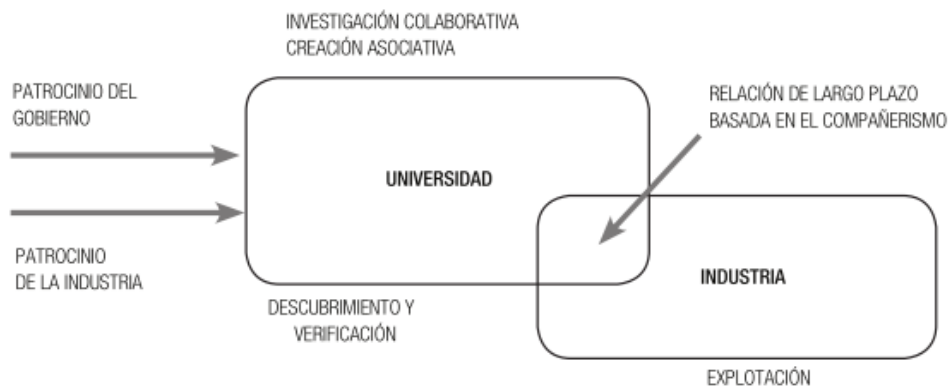 INVESTIGACIÓN COLABORATIVA
CREACIÓN ASOCIATIVA
PATROCINIO DEL
GOBIERNO
RELACIÓN DE LARGO PLAZO
BASADA EN EL COMPAÑERISMO
UNIVERSIDAD
PATROCINIO
DE LA INDUSTRIA
INDUSTRIA
DESCUBRIMIENTO Y
VERIFICACIÓN
EXPLOTACIÓN